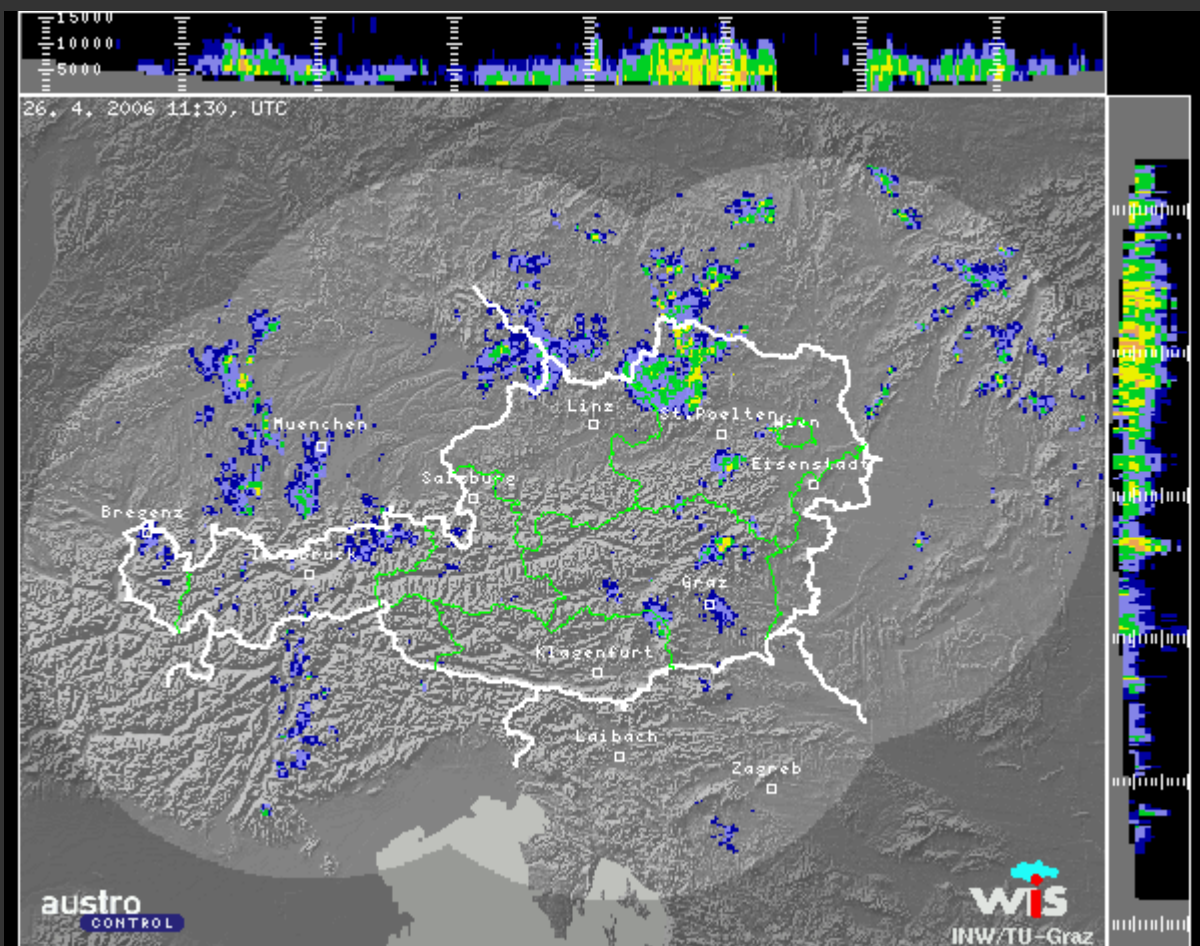 15000
10000
5000
26. 4. 2006 11:30, UTC
Linz
St.Poelten
Wien
Muenchen
Eisenstadt
Salzburg
Bregenz
Innsbruck
Graz
Klagenfurt
Laibach
Zagreb
austro
CONTROL
wis
INW/TU-Graz